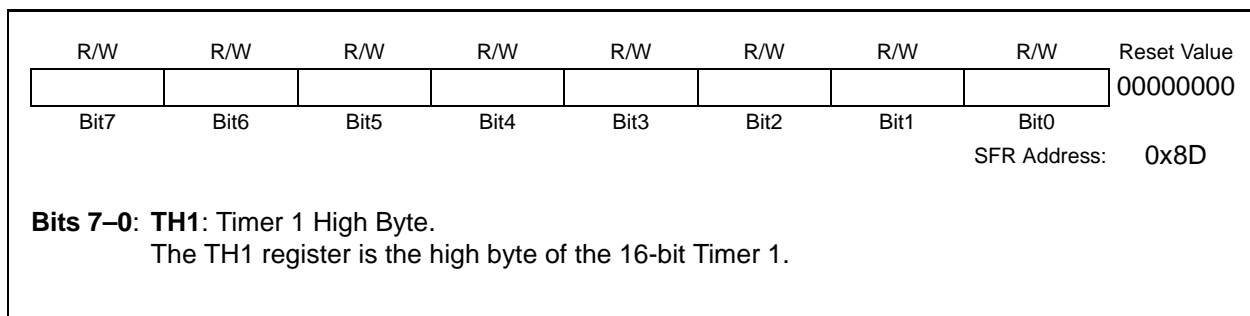 R/W R/W R/W R/W R/W R/W R/W R/W Reset Value
00000000
Bit7 Bit6 Bit5 Bit4 Bit3 Bit2 Bit1 Bit0
SFR Address: 0x8D
Bits 7–0: TH1: Timer 1 High Byte.
The TH1 register is the high byte of the 16-bit Timer 1.